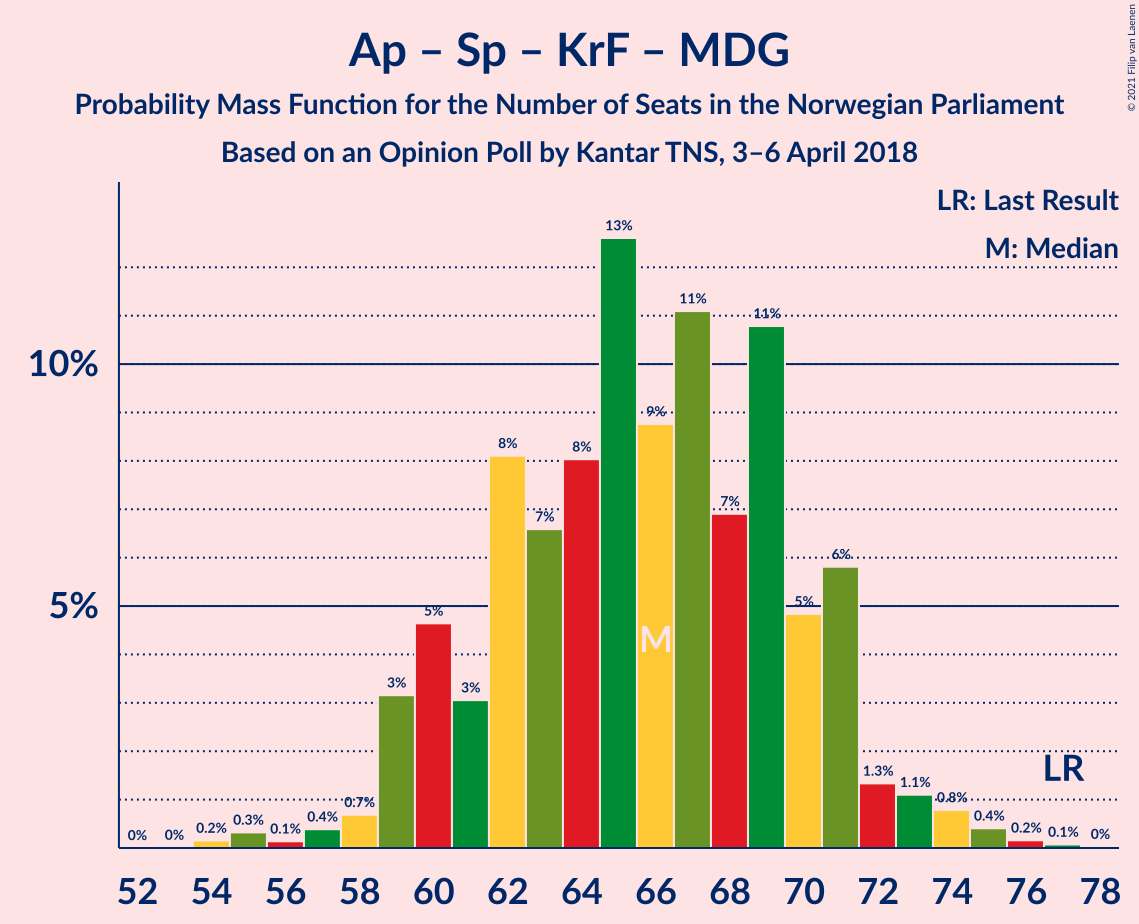 Ap – Sp – KrF – MDG
Probability Mass Function for the Number of Seats in the Norwegian Parliament
Based on an Opinion Poll by Kantar TNS, 3–6 April 2018
© 2021 Filip van Laenen
LR: Last Result
M: Median
10%
5%
0% 0% 0.2% 0.3% 0.1% 0.4% 0.7% 3% 5% 3% 8% 7% 8% 13% 9% 11% 7% 11% 5% 6% 1.3% 1.1% 0.8% 0.4% 0.2% 0.1% 0%
M
LR
52 54 56 58 60 62 64 66 68 70 72 74 76 78